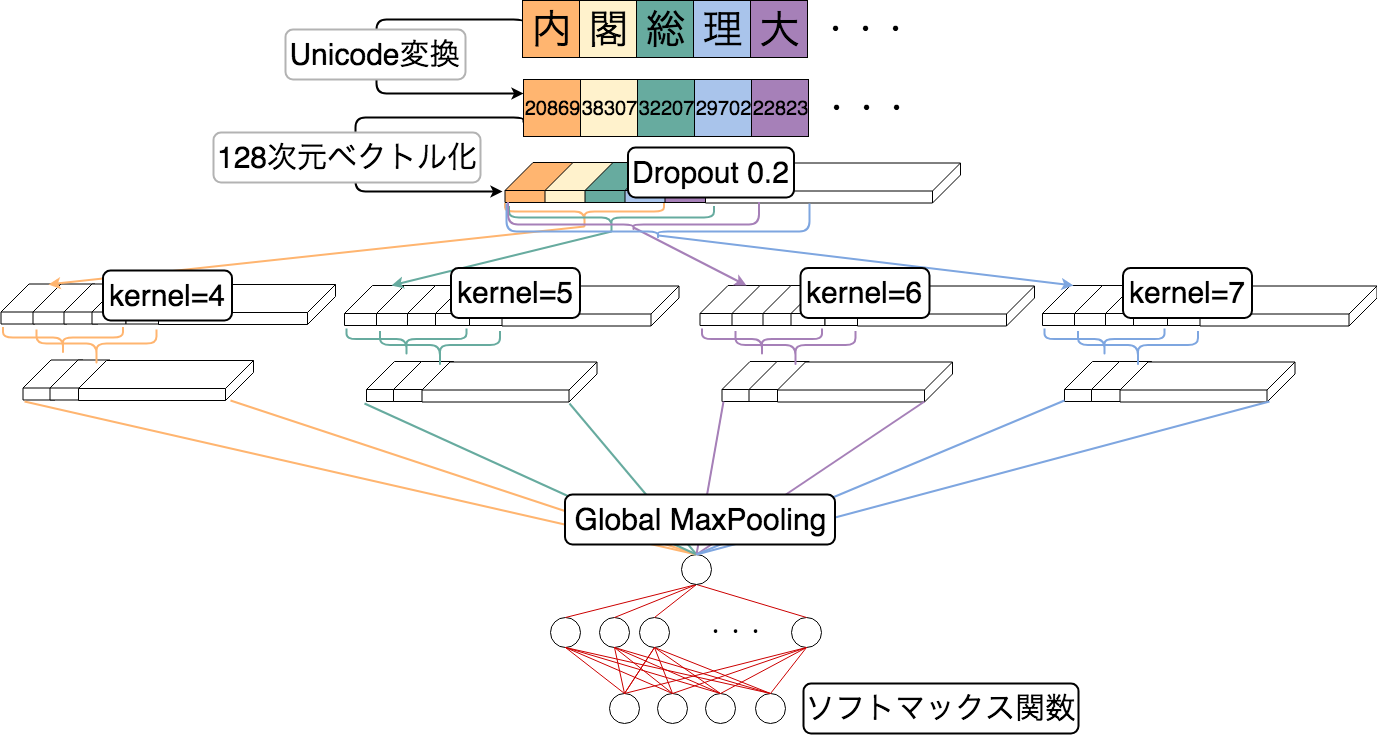 内閣総理大 ・・・
Unicode変換
20869 38307 32207 29702 22823 ・・・
128次元ベクトル化
Dropout 0.2
kernel=4 kernel=5 kernel=6 kernel=7
Global MaxPooling
・・・
ソフトマックス関数